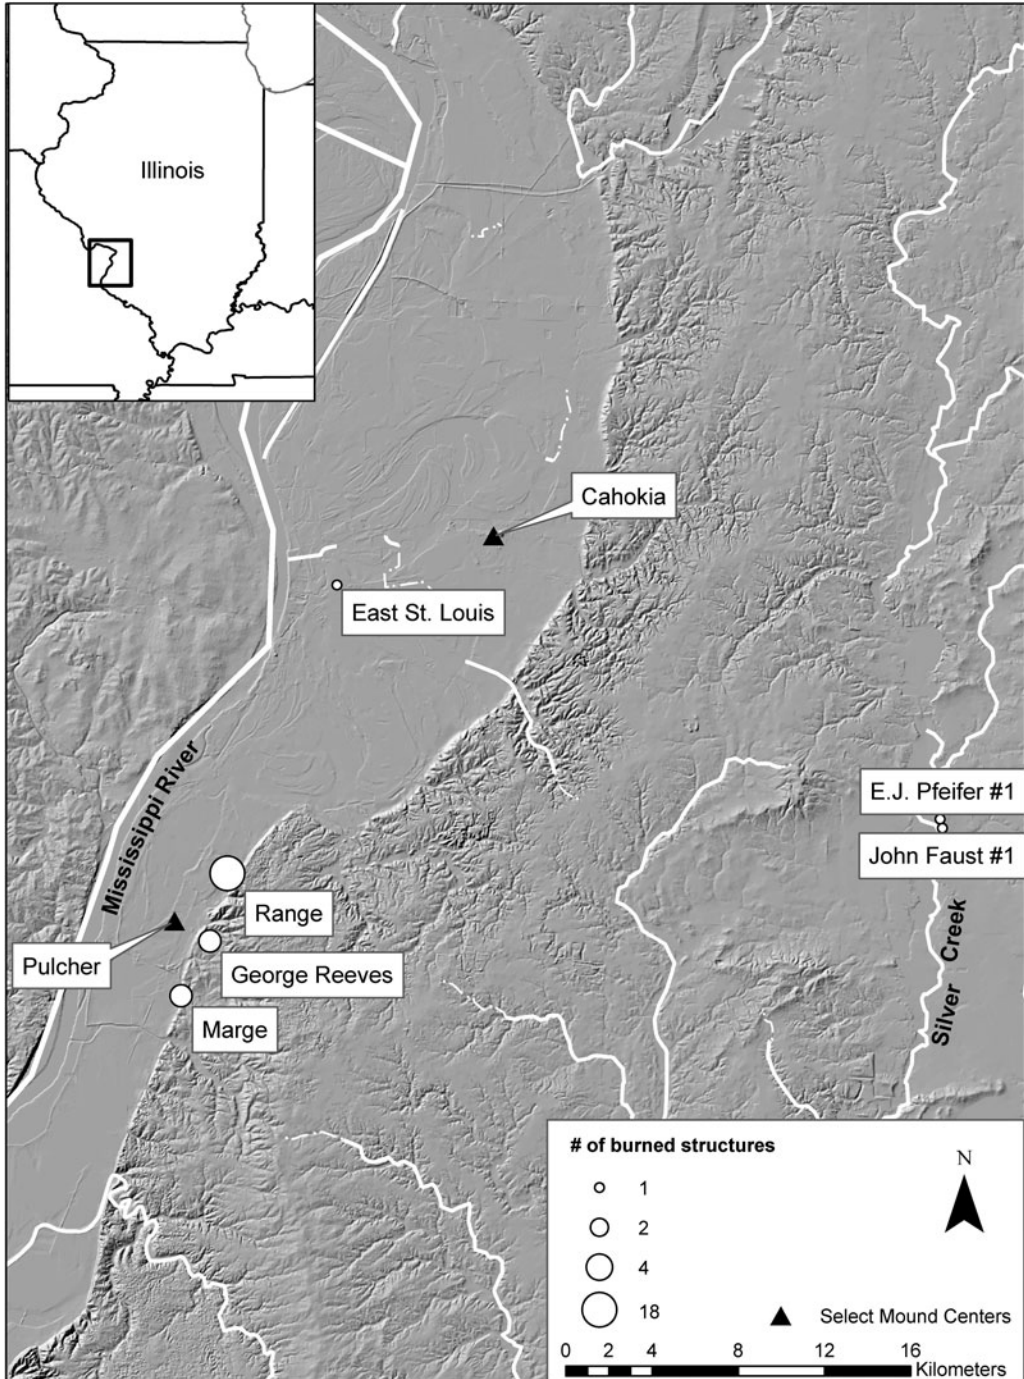 Illinois
Cahokia
East St. Louis
Mississippi River
E.J. Pfeifer #1
John Faust #1
Range
Pulcher
George Reeves
Silver Creek
Marge
# of burned structures
1
2
4
18
N
Select Mound Centers
0 2 4 8 12 16
Kilometers